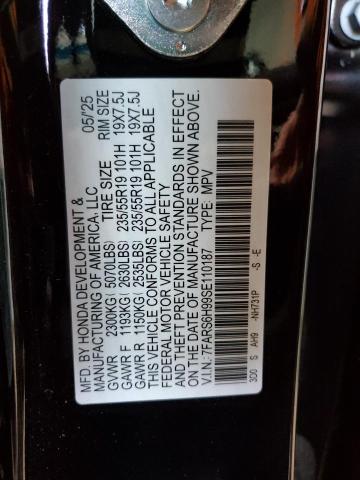 MFD. BY HONDA DEVELOPMENT & 05/'25
MANUFACTURING OF AMERICA, LLC
TIRE SIZE RIM SIZE
GVWR 2300KG( 5070LBS)
GAWR F 1193KG( 2630LBS) 235/55R19 101H 19X7.5J
GAWR R 1150KG( 2535LBS) 235/55R19 101H 19X7.5J
THIS VEHICLE CONFORMS TO ALL APPLICABLE
FEDERAL MOTOR VEHICLE SAFETY
AND THEFT PREVENTION STANDARDS IN EFFECT
ON THE DATE OF MANUFACTURE SHOWN ABOVE.
V.I.N.:7FARS6H99SE110187 TYPE: MPV
3D0 S AH9 -NH731P -S -E